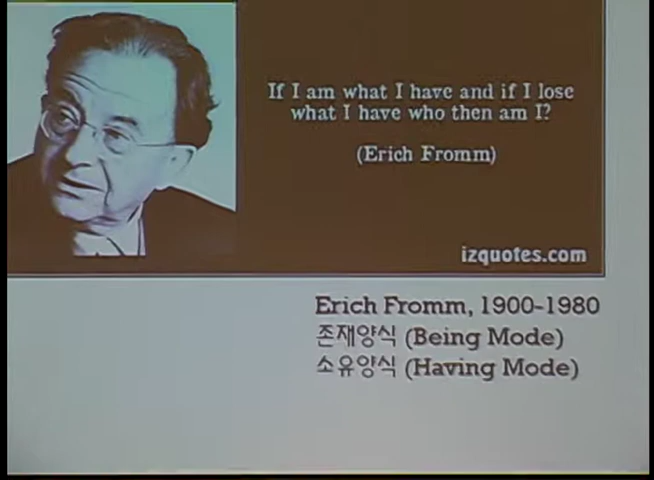 If I am what I have and if I lose
what I have who then am I?
(Erich Fromm)
izquotes.com
Erich Fromm, 1900-1980
존재양식 (Being Mode)
소유양식 (Having Mode)